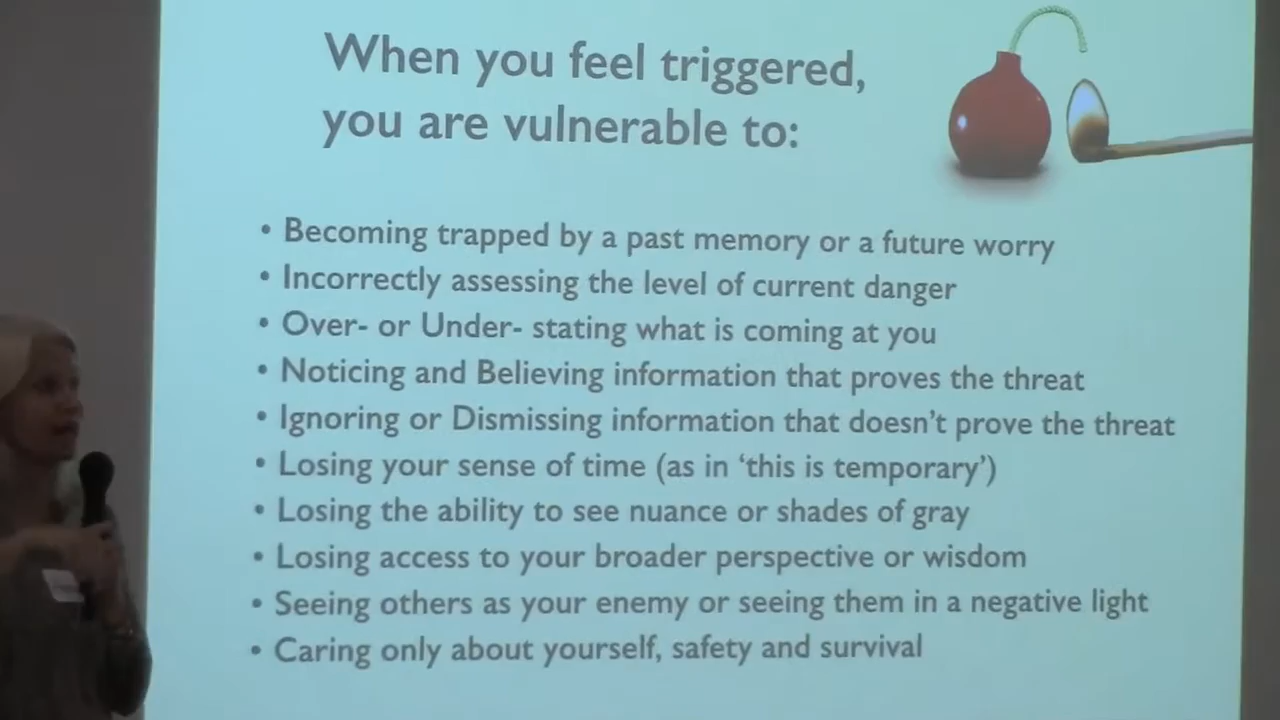 When you feel triggered,
you are vulnerable to:
• Becoming trapped by a past memory or a future worry
• Incorrectly assessing the level of current danger
• Over- or Under- stating what is coming at you
• Noticing and Believing information that proves the threat
• Ignoring or Dismissing information that doesn't prove the threat
• Losing your sense of time (as in 'this is temporary')
• Losing the ability to see nuance or shades of gray
• Losing access to your broader perspective or wisdom
• Seeing others as your enemy or seeing them in a negative light
• Caring only about yourself, safety and survival